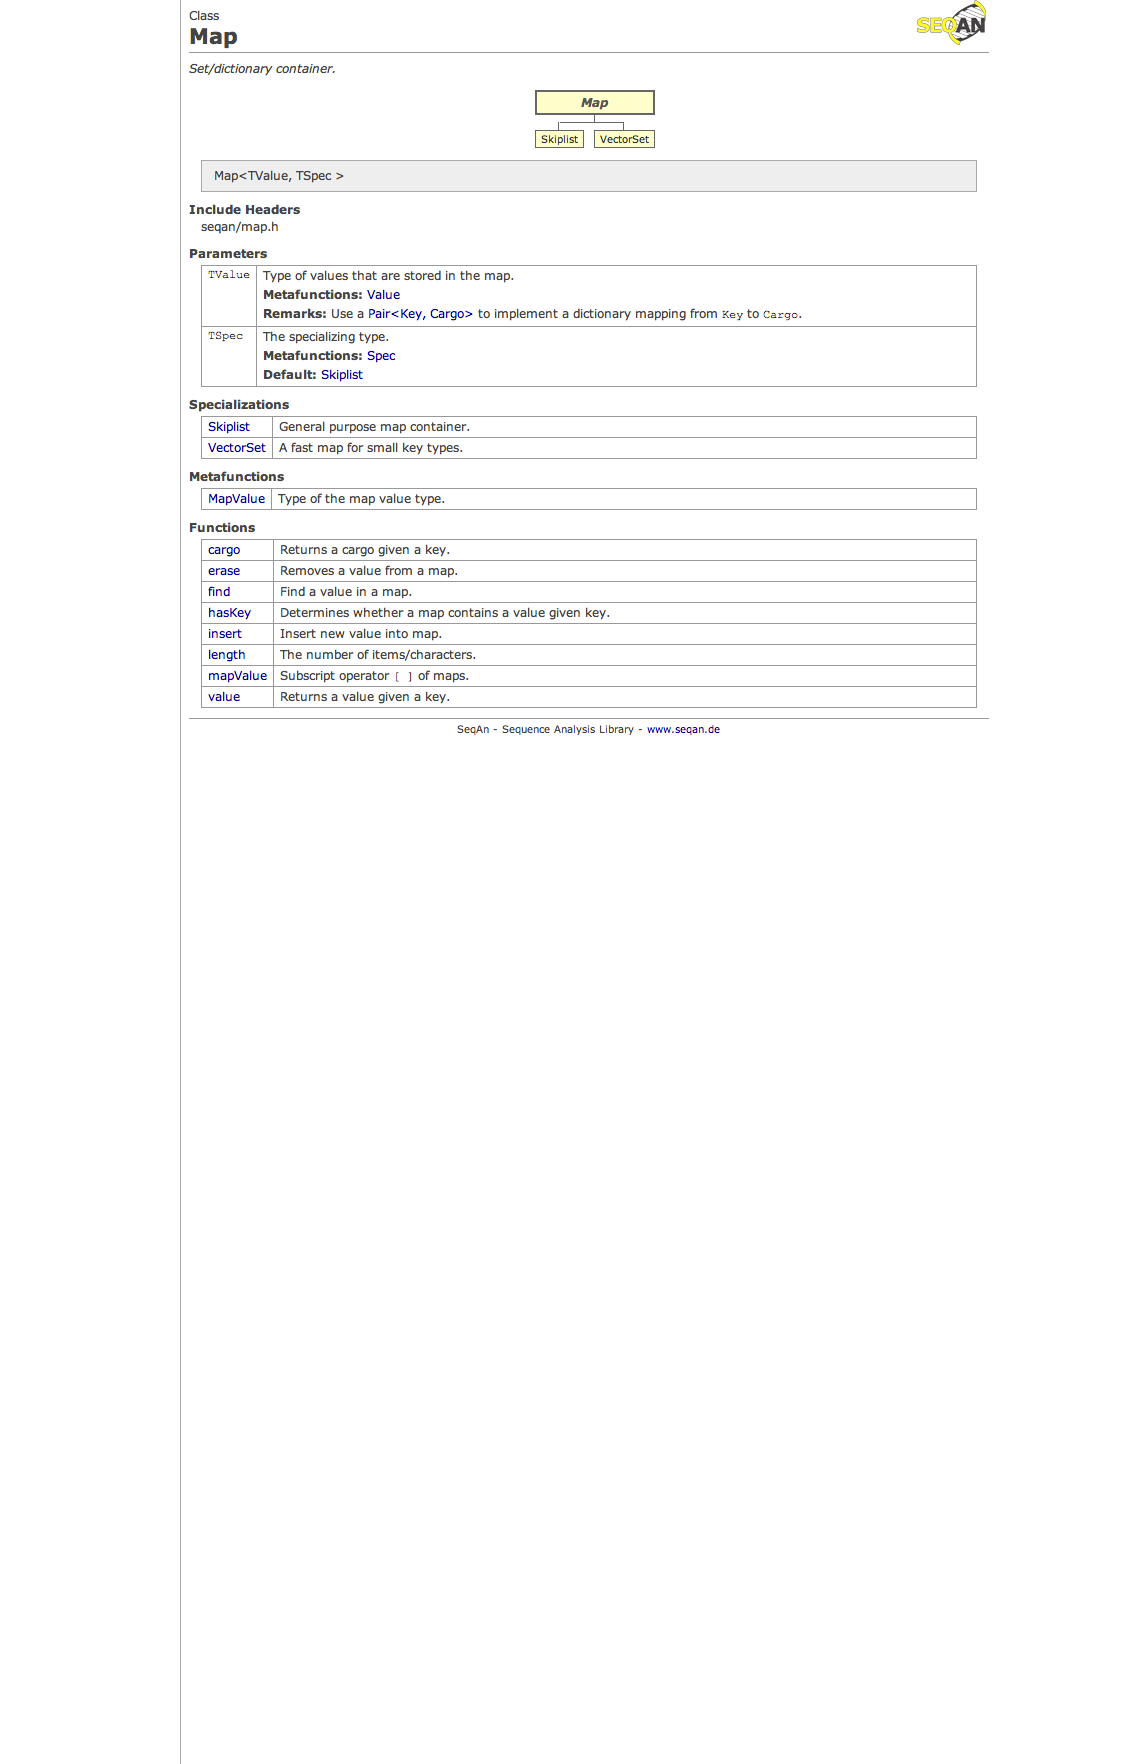 Class
SEQAN
Map
Set/dictionary container.
Map
Skiplist VectorSet
Map<TValue, TSpec >
Include Headers
seqan/map.h
Parameters
TValue Type of values that are stored in the map.
Metafunctions: Value
Remarks: Use a Pair<Key, Cargo> to implement a dictionary mapping from Key to Cargo.
TSpec The specializing type.
Metafunctions: Spec
Default: Skiplist
Specializations
Skiplist General purpose map container.
VectorSet A fast map for small key types.
Metafunctions
MapValue Type of the map value type.
Functions
cargo Returns a cargo given a key.
erase Removes a value from a map.
find Find a value in a map.
hasKey Determines whether a map contains a value given key.
insert Insert new value into map.
length The number of items/characters.
mapValue Subscript operator [ ] of maps.
value Returns a value given a key.
SeqAn - Sequence Analysis Library - www.seqan.de